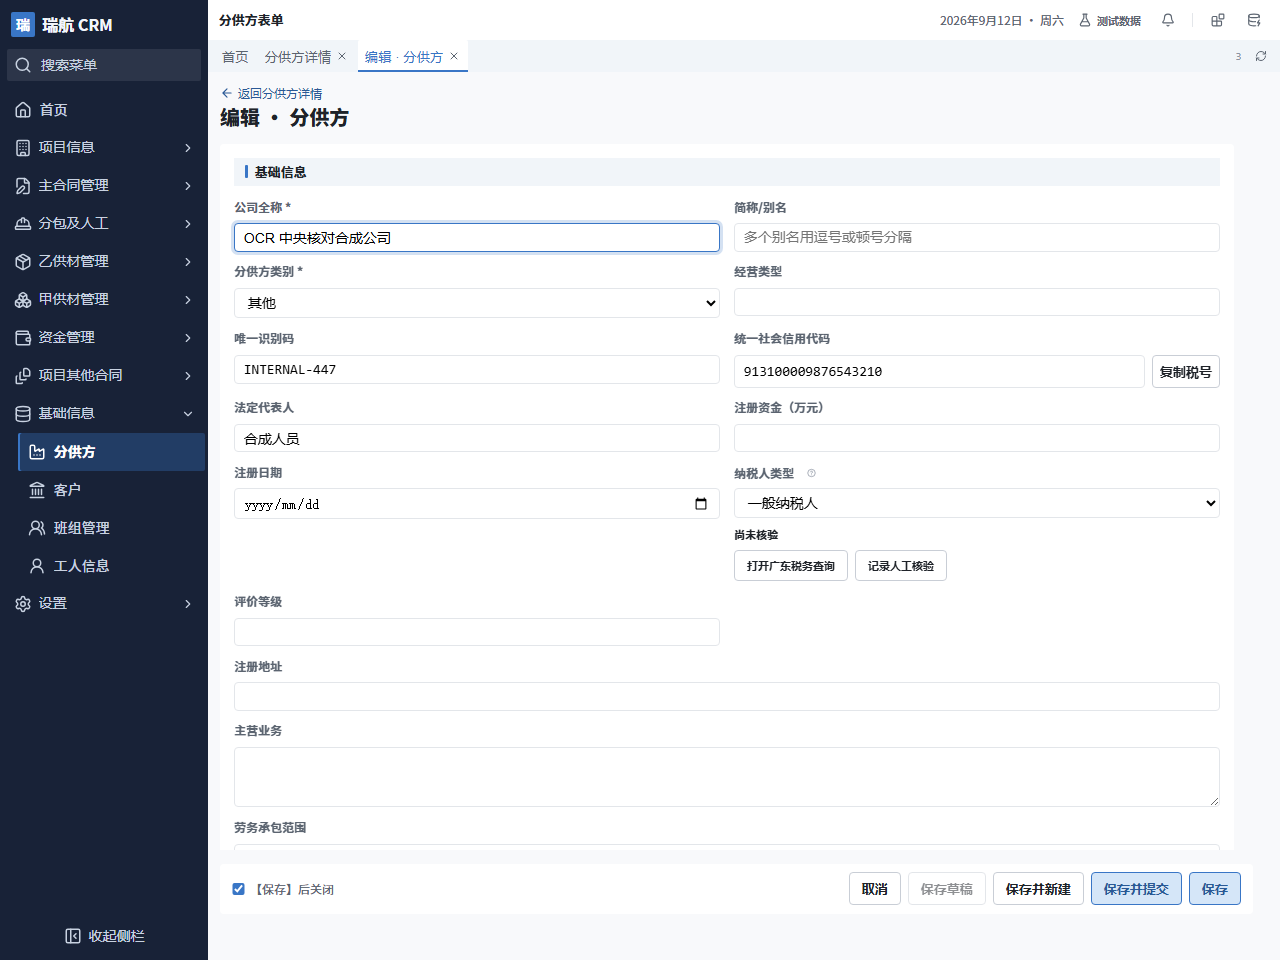 瑞 瑞航 CRM
搜索菜单
首页
项目信息
主合同管理
分包及人工
乙供材管理
甲供材管理
资金管理
项目其他合同
基础信息
分供方
客户
班组管理
工人信息
设置
收起侧栏
分供方表单
2026年9月12日 • 周六 测试数据
首页 分供方详情 × 编辑 · 分供方 × 3
← 返回分供方详情
编辑 • 分供方
基础信息
公司全称 * 简称/别名
OCR 中央核对合成公司 多个别名用逗号或顿号分隔
分供方类别 * 经营类型
其他
唯一识别码 统一社会信用代码
INTERNAL-447 913100009876543210 复制税号
法定代表人 注册资金（万元）
合成人员
注册日期 纳税人类型
yyyy/mm/dd 一般纳税人
尚未核验
打开广东税务查询 记录人工核验
评价等级
注册地址
主营业务
劳务承包范围
【保存】后关闭 取消 保存草稿 保存并新建 保存并提交 保存